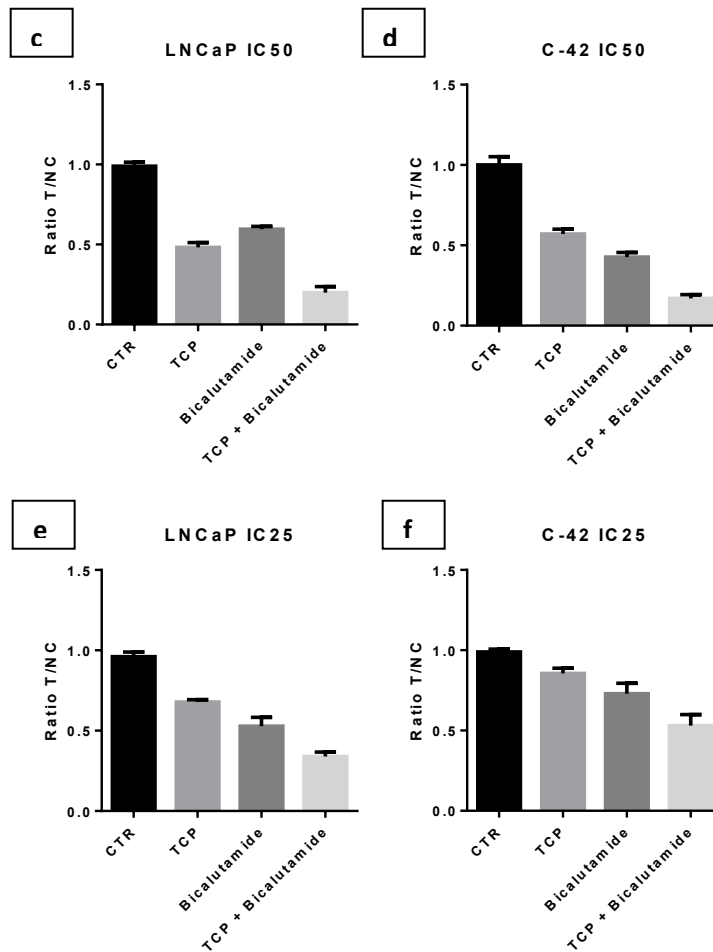 c
LNCaP IC50
Ratio T/NC
1.5
1.0
0.5
0.0
CTR
TCP
Bicalutamide
TCP + Bicalutamide
d
C-42 IC50
Ratio T/NC
1.5
1.0
0.5
0.0
CTR
TCP
Bicalutamide
TCP + Bicalutamide
e
LNCaP IC25
Ratio T/NC
1.5
1.0
0.5
0.0
CTR
TCP
Bicalutamide
TCP + Bicalutamide
f
C-42 IC25
Ratio T/NC
1.5
1.0
0.5
0.0
CTR
TCP
Bicalutamide
TCP + Bicalutamide